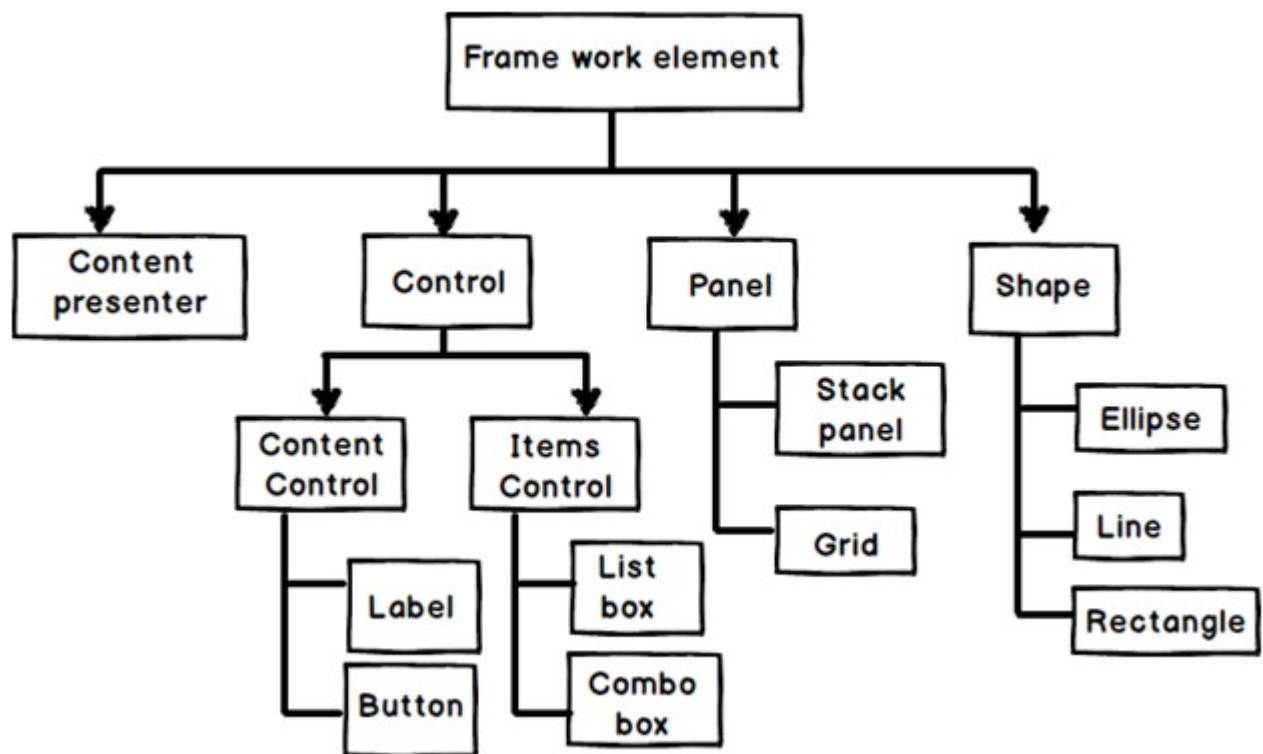 Frame work element
Content
presenter
Control
Panel
Shape
Content
Control
Items
Control
Stack
panel
Ellipse
Grid
Line
Label
List
box
Rectangle
Button
Combo
box